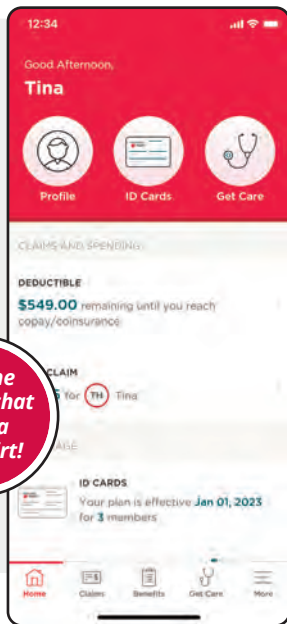 12:34
Good Afternoon,
Tina
Profile
ID Cards
Get Care
CLAIMS AND SPENDING
DEDUCTIBLE
$549.00 remaining until you reach
copay/coinsurance
CLAIM
for TH Tina
ID CARDS
Your plan is effective Jan 01, 2023
for 3 members
hat
a
rt!
Home
Claims
Benefits
Get Care
More